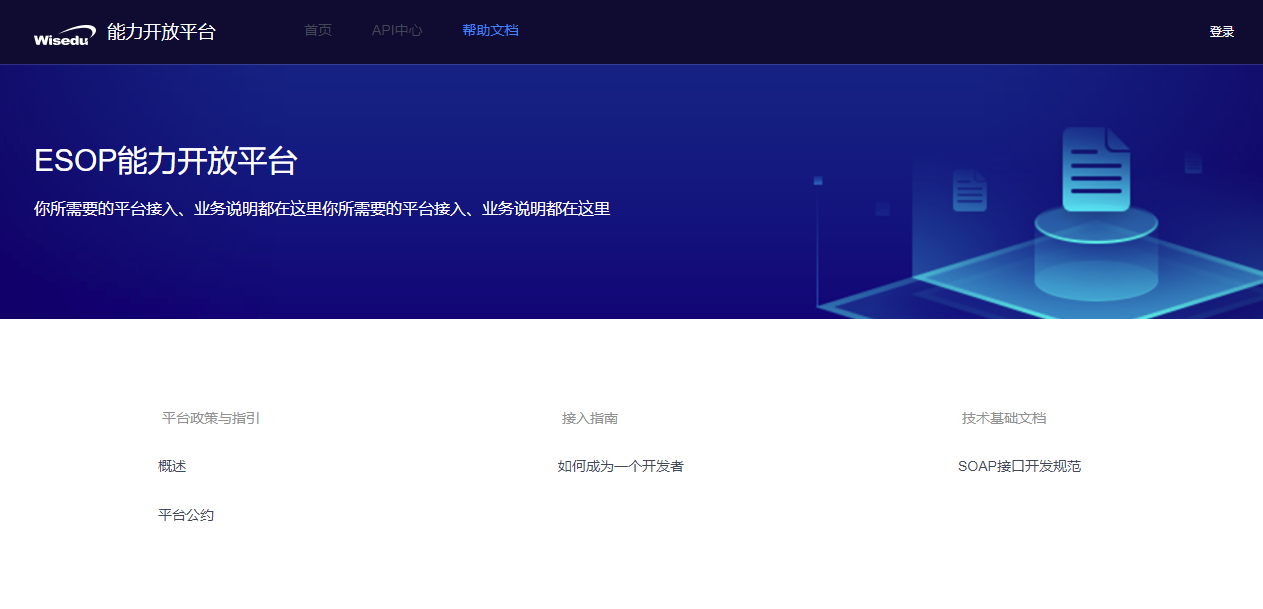 Wisedu 能力开放平台 首页 API中心 帮助文档 登录
ESOP能力开放平台
你所需要的平台接入、业务说明都在这里你所需要的平台接入、业务说明都在这里
平台政策与指引 接入指南 技术基础文档
概述 如何成为一个开发者 SOAP接口开发规范
平台公约